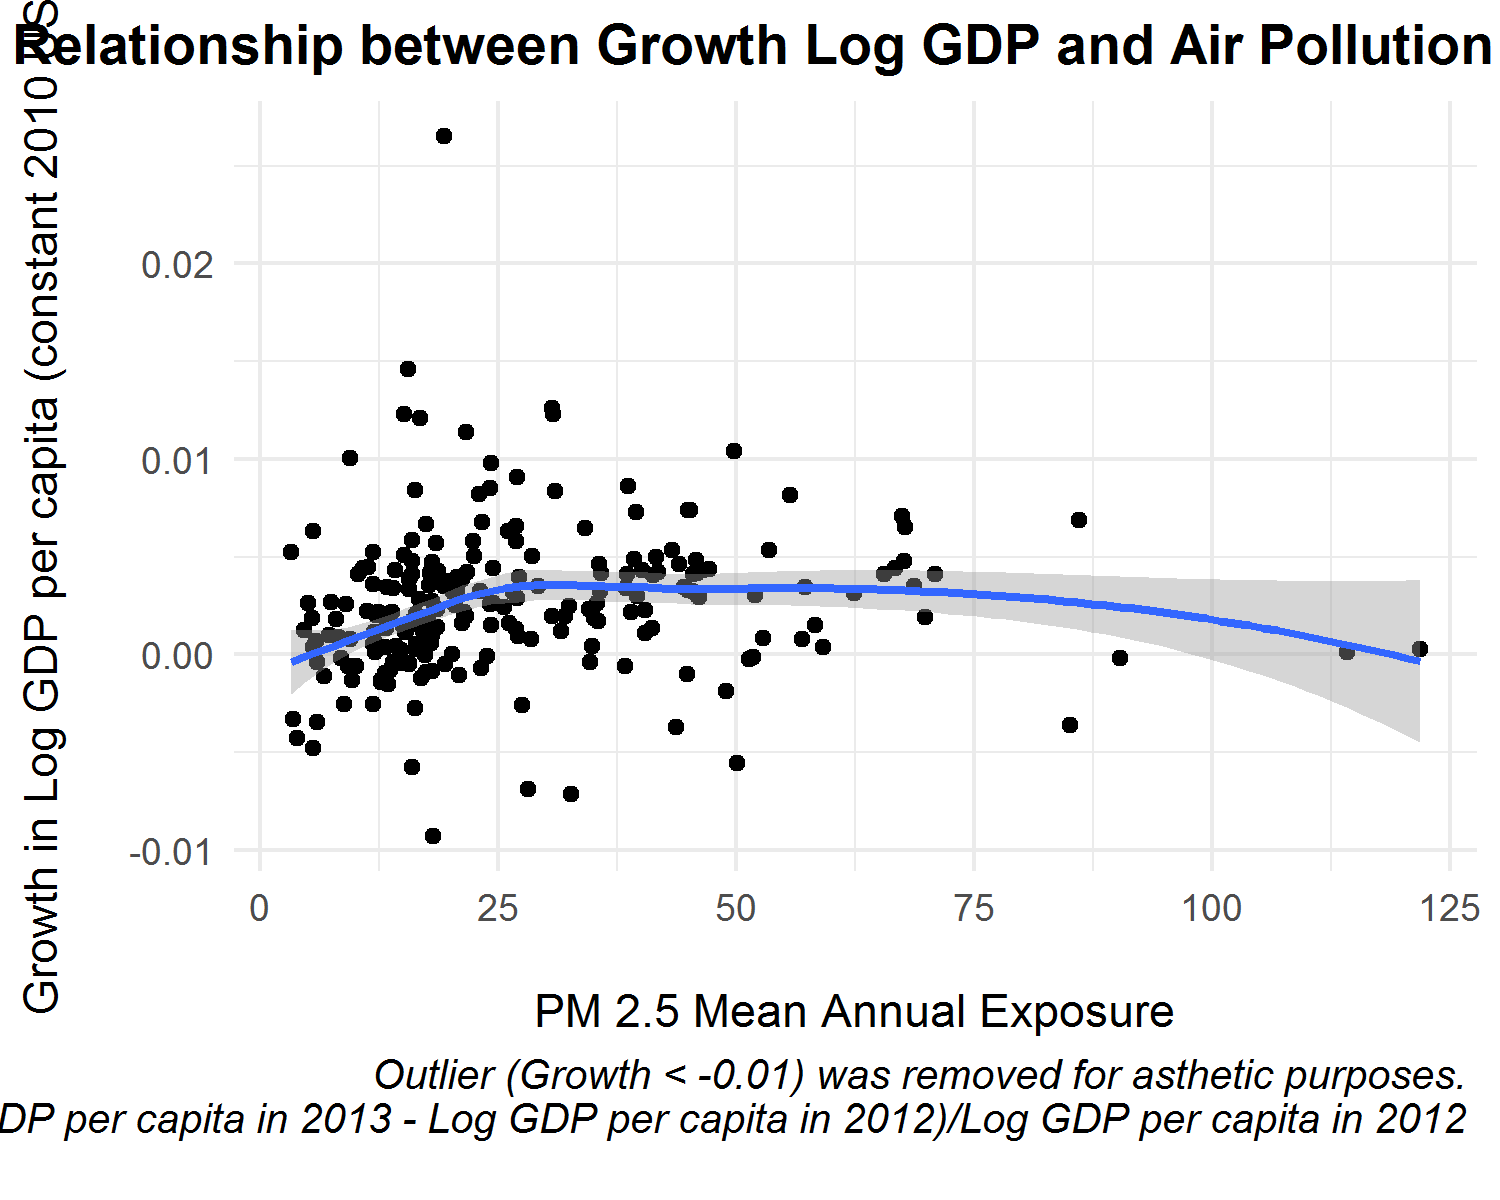 Relationship between Growth Log GDP and Air Pollution
Growth in Log GDP per capita (constant 2010
0.02
0.01
0.00
-0.01
0
25
50
75
100
125
PM 2.5 Mean Annual Exposure
Outlier (Growth < -0.01) was removed for asthetic purposes.
DP per capita in 2013 - Log GDP per capita in 2012)/Log GDP per capita in 2012